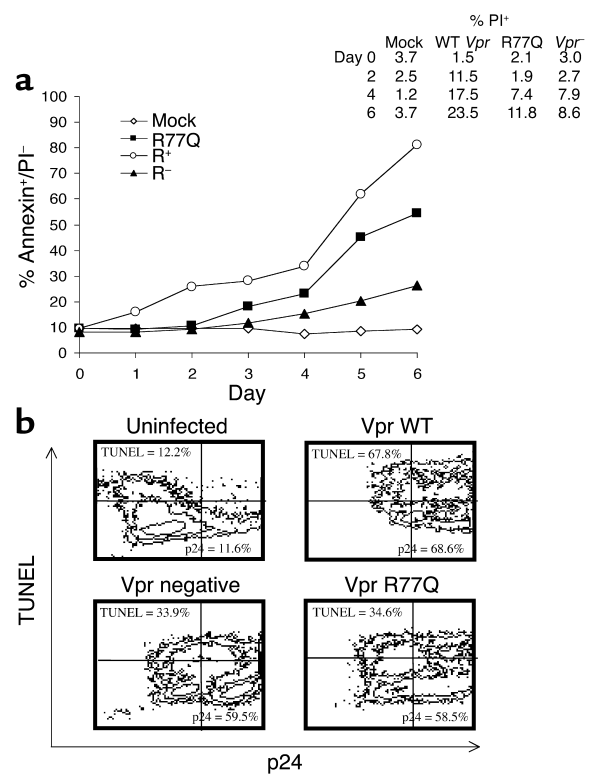 % PI⁺
Mock WT Vpr R77Q Vpr⁻
Day 0 3.7 1.5 2.1 3.0
2 2.5 11.5 1.9 2.7
4 1.2 17.5 7.4 7.9
6 3.7 23.5 11.8 8.6
a
% Annexin⁺/PI⁻
100
90
80
70
60
50
40
30
20
10
0
Mock
R77Q
R⁺
R⁻
0 1 2 3 4 5 6
Day
b
Uninfected
TUNEL = 12.2%
p24 = 11.6%
Vpr WT
TUNEL = 67.8%
p24 = 68.6%
Vpr negative
TUNEL = 33.9%
p24 = 59.5%
Vpr R77Q
TUNEL = 34.6%
p24 = 58.5%
TUNEL
p24